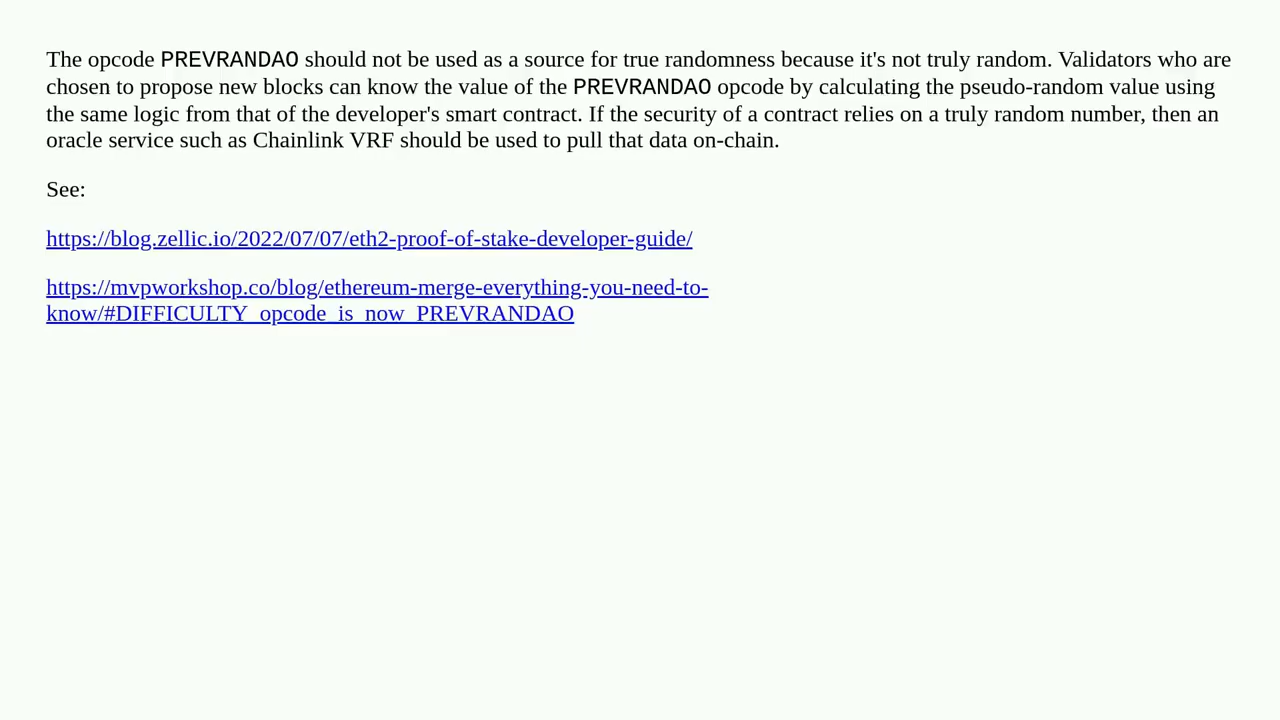 The opcode PREVRANDAO should not be used as a source for true randomness because it's not truly random. Validators who are
chosen to propose new blocks can know the value of the PREVRANDAO opcode by calculating the pseudo-random value using
the same logic from that of the developer's smart contract. If the security of a contract relies on a truly random number, then an
oracle service such as Chainlink VRF should be used to pull that data on-chain.
See:
https://blog.zellic.io/2022/07/07/eth2-proof-of-stake-developer-guide/
https://mvpworkshop.co/blog/ethereum-merge-everything-you-need-to-
know/#DIFFICULTY_opcode_is_now_PREVRANDAO